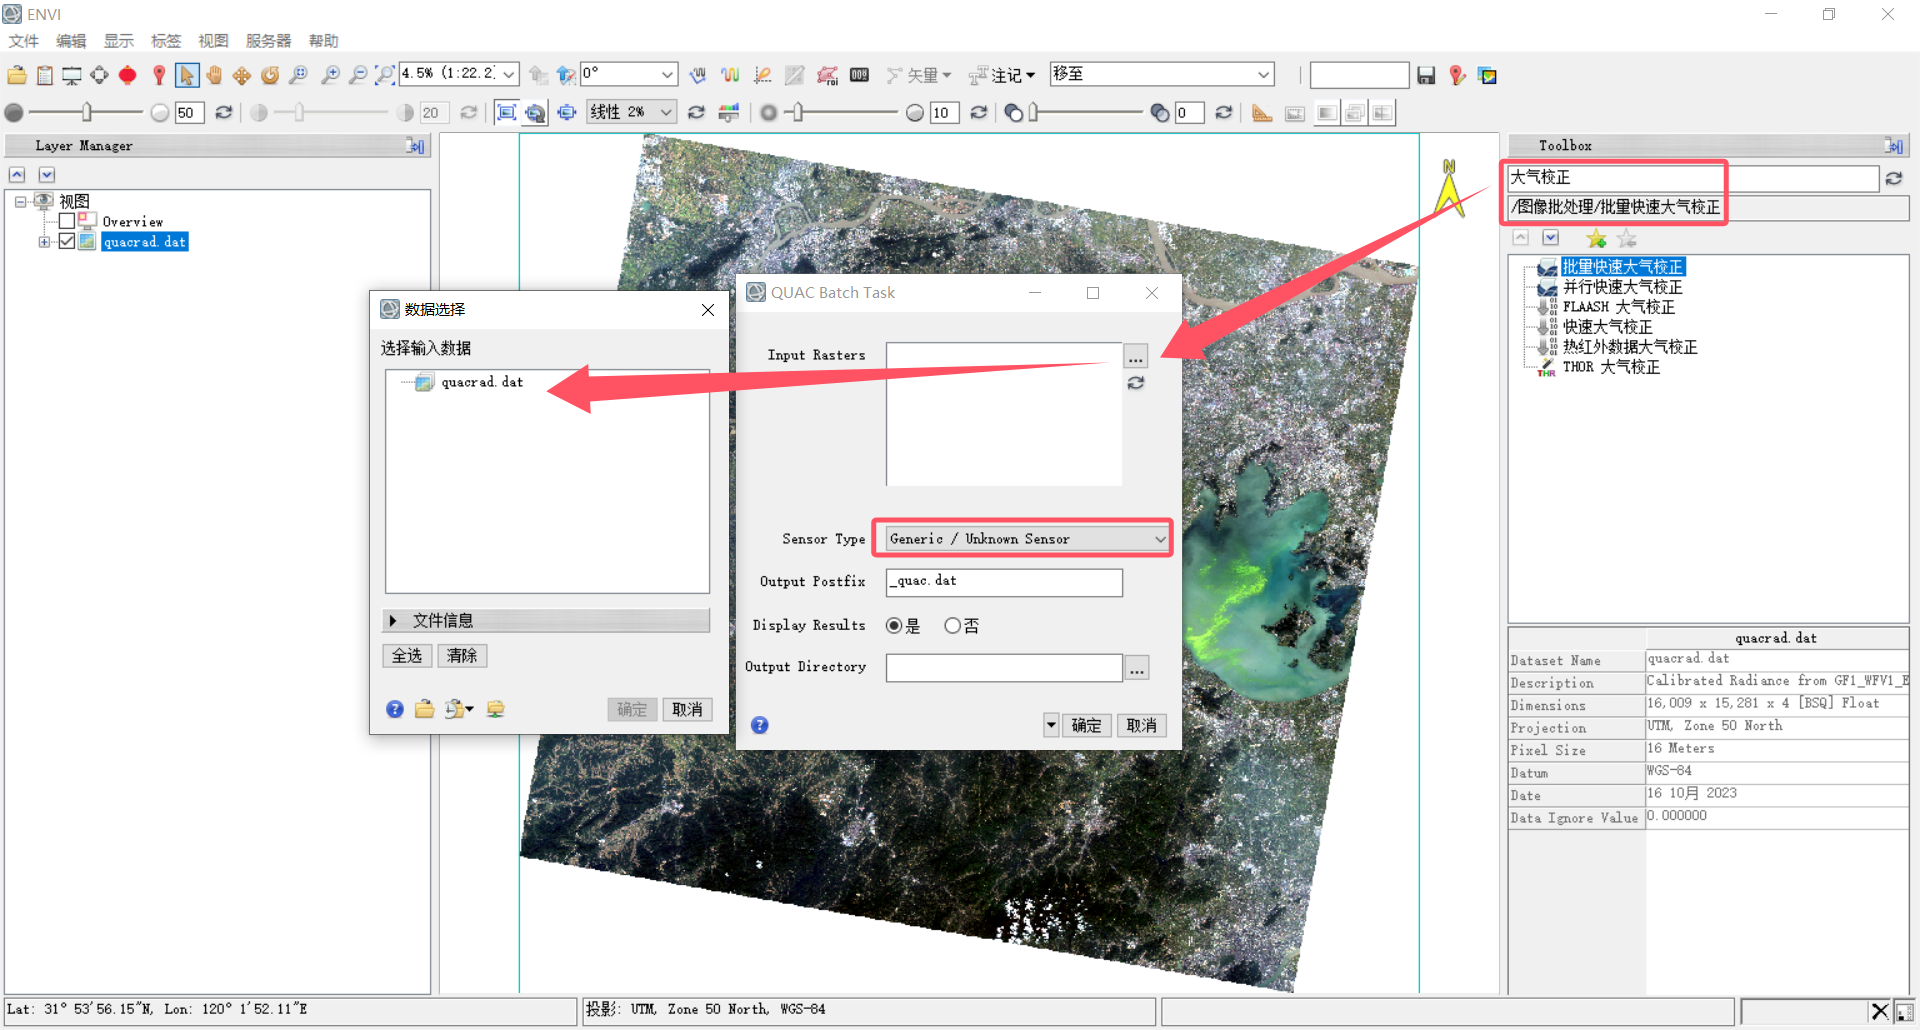 ENVI
文件 编辑 显示 标签 视图 服务器 帮助
4.5% (1:22.2 0° 矢量 注记 移至
50 20 线性 2% 10 0
Layer Manager
视图
Overview
quacrad.dat
N
数据选择
选择输入数据
quacrad.dat
文件信息
全选 清除
确定 取消
QUAC Batch Task
Input Rasters ...
Sensor Type Generic / Unknown Sensor
Output Postfix _quac.dat
Display Results 是 否
Output Directory ...
确定 取消
Toolbox
大气校正
/图像批处理/批量快速大气校正
批量快速大气校正
并行快速大气校正
FLAASH 大气校正
快速大气校正
热红外数据大气校正
THOR 大气校正
quacrad.dat
Dataset Name quacrad.dat
Description Calibrated Radiance from GF1_WFV1_E
Dimensions 16,009 x 15,281 x 4 [BSQ] Float
Projection UTM, Zone 50 North
Pixel Size 16 Meters
Datum WGS-84
Date 16 10月 2023
Data Ignore Value 0.000000
Lat: 31° 53'56.15"N, Lon: 120° 1'52.11"E
投影: UTM, Zone 50 North, WGS-84